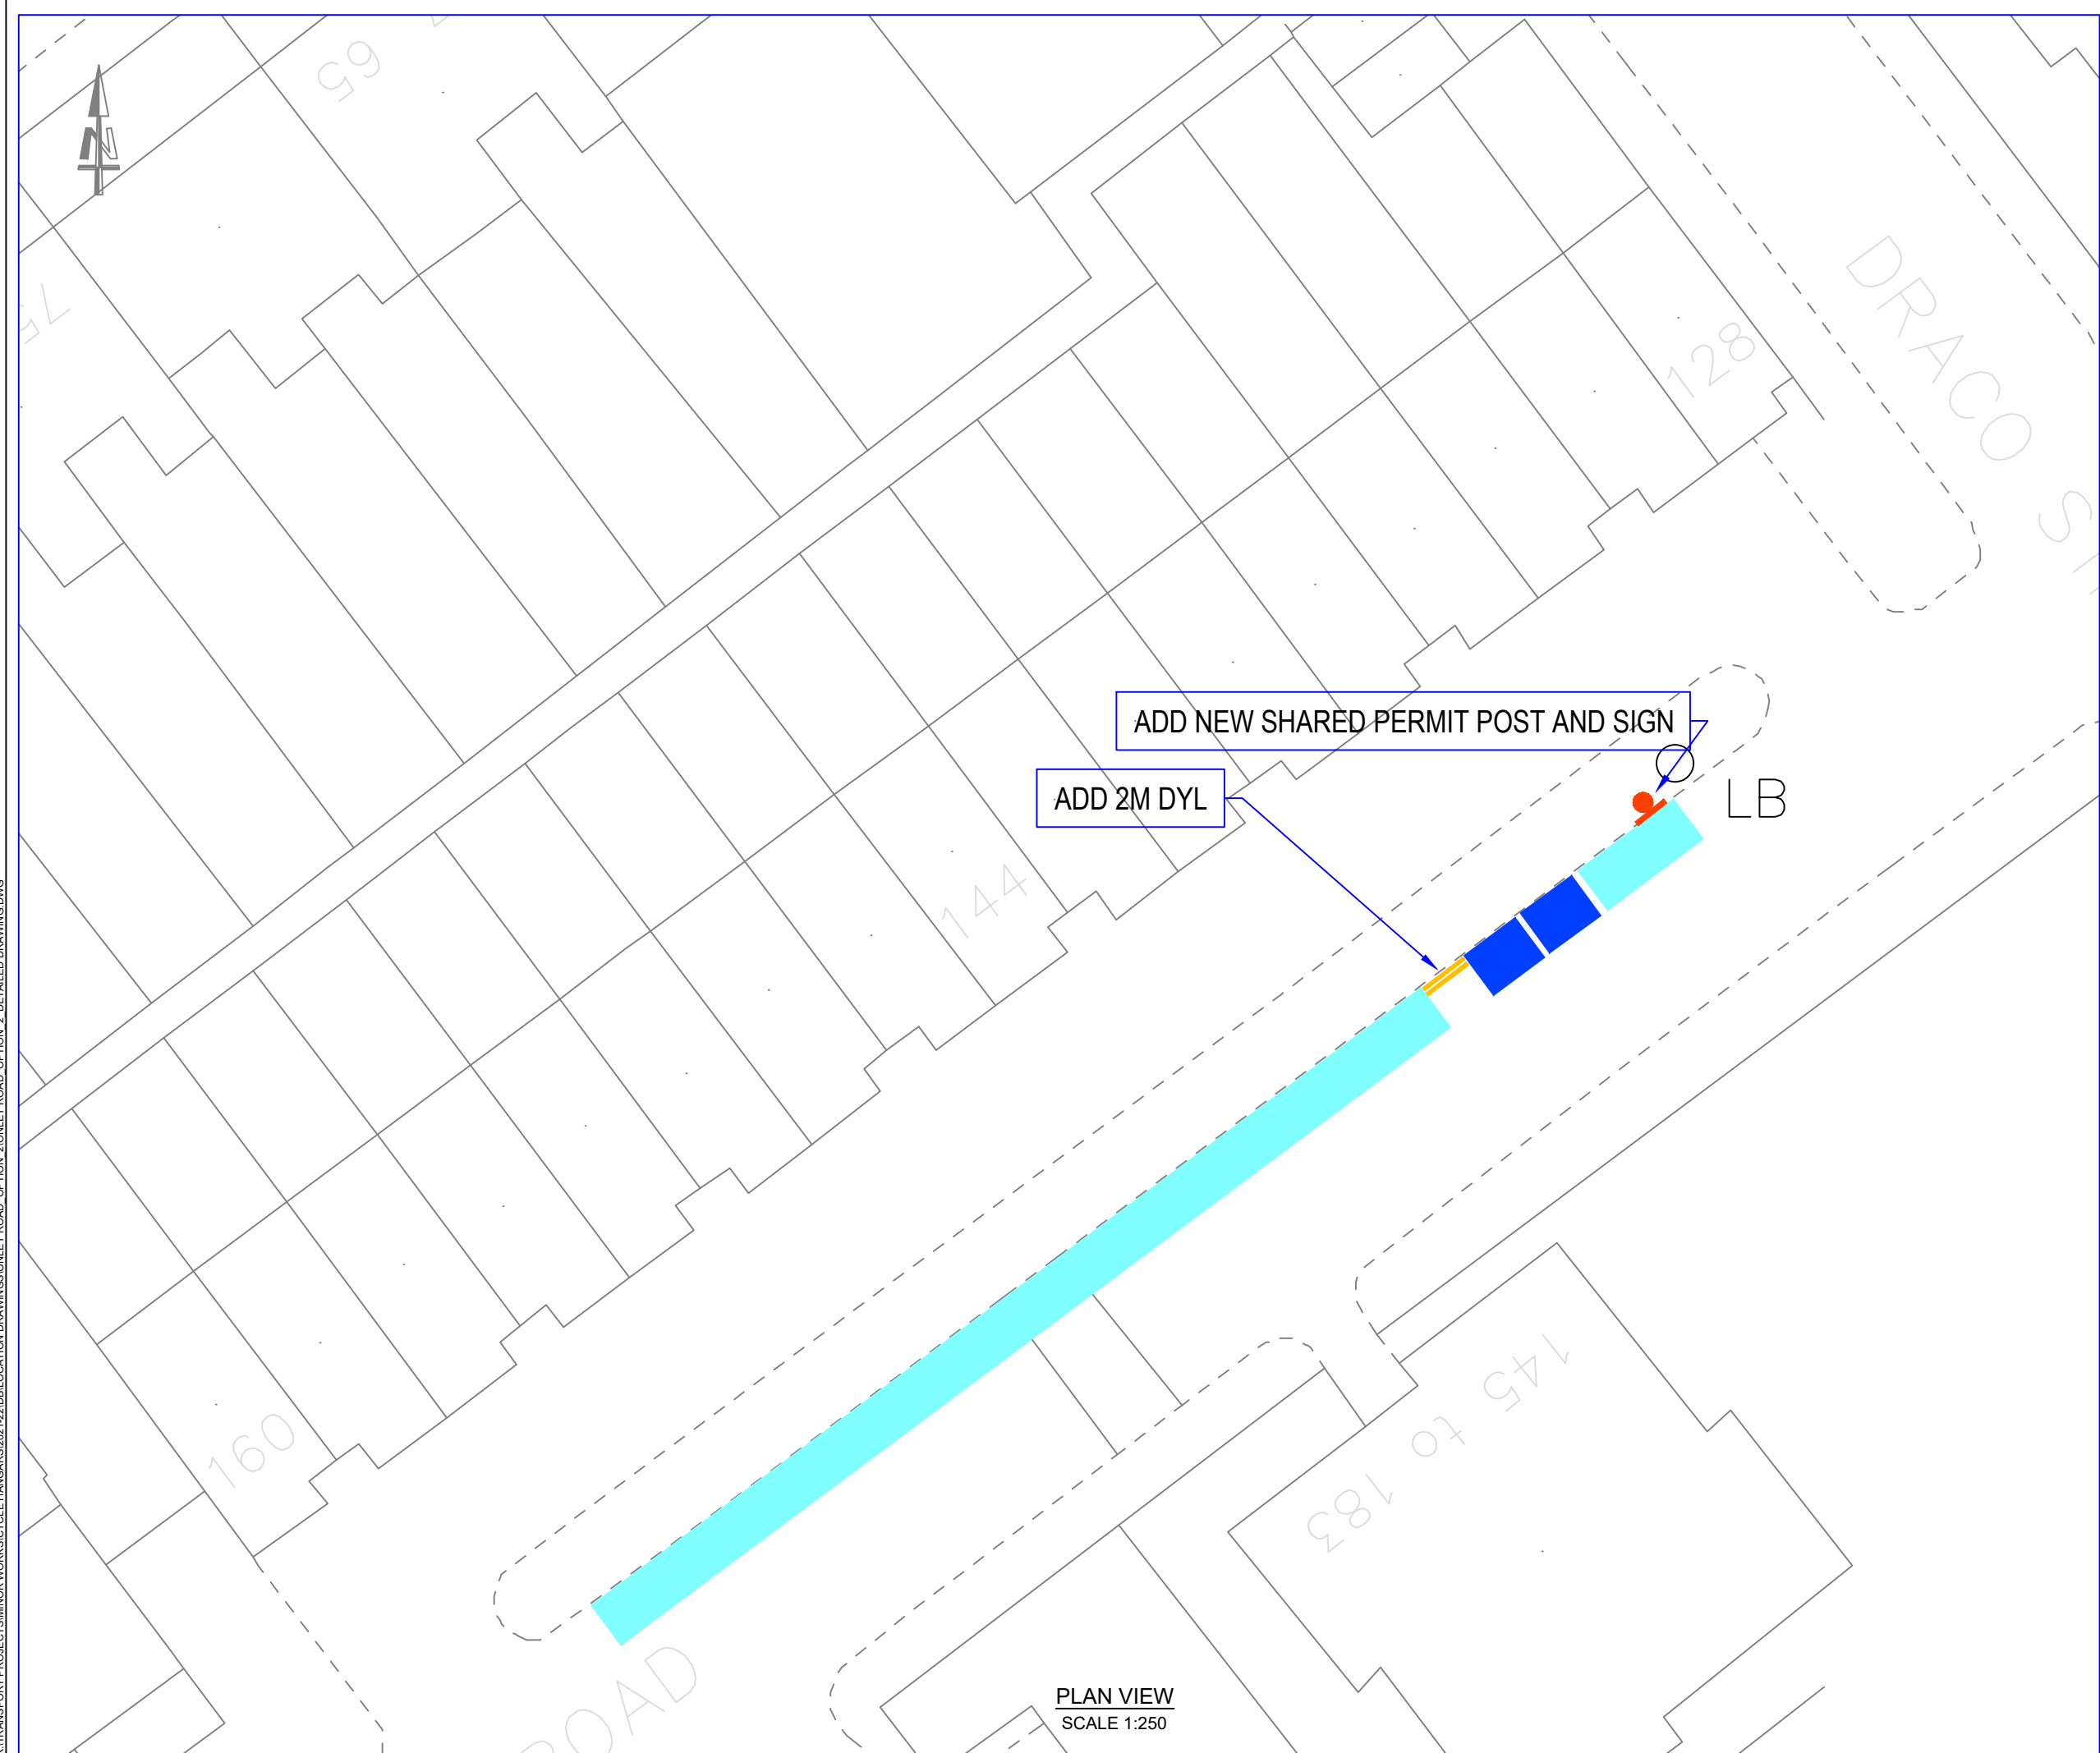 65
N
75
DRACO S
128
ADD NEW SHARED PERMIT POST AND SIGN
LB
ADD 2M DYL
144
145 to 183
160
ROAD
PLAN VIEW
SCALE 1:250